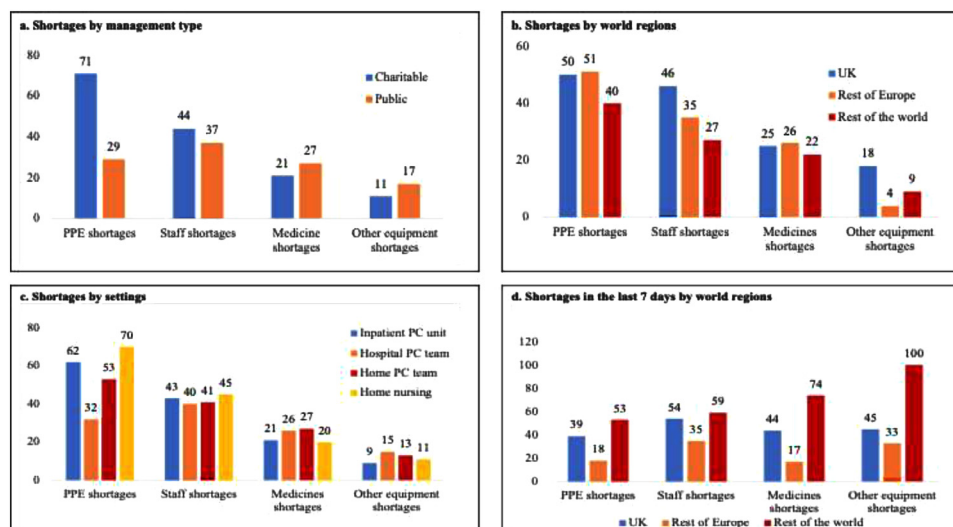 a. Shortages by management type
80
60
40
20
0
71
29
44
37
21
27
11
17
Charitable
Public
PPE shortages
Staff shortages
Medicine
shortages
Other equipment
shortages
b. Shortages by world regions
60
40
20
0
50
51
40
46
35
27
25
26
22
18
4
9
UK
Rest of Europe
Rest of the world
PPE shortages
Staff shortages
Medicines
shortages
Other equipment
shortages
c. Shortages by settings
80
60
40
20
0
62
32
53
70
43
40
41
45
21
26
27
20
9
15
13
11
Inpatient PC unit
Hospital PC team
Home PC team
Home nursing
PPE shortages
Staff shortages
Medicines
shortages
Other equipment
shortages
d. Shortages in the last 7 days by world regions
120
100
80
60
40
20
0
39
18
53
54
35
59
44
17
74
45
33
100
PPE shortages
Staff shortages
Medicines
shortages
Other equipment
shortages
UK
Rest of Europe
Rest of the world